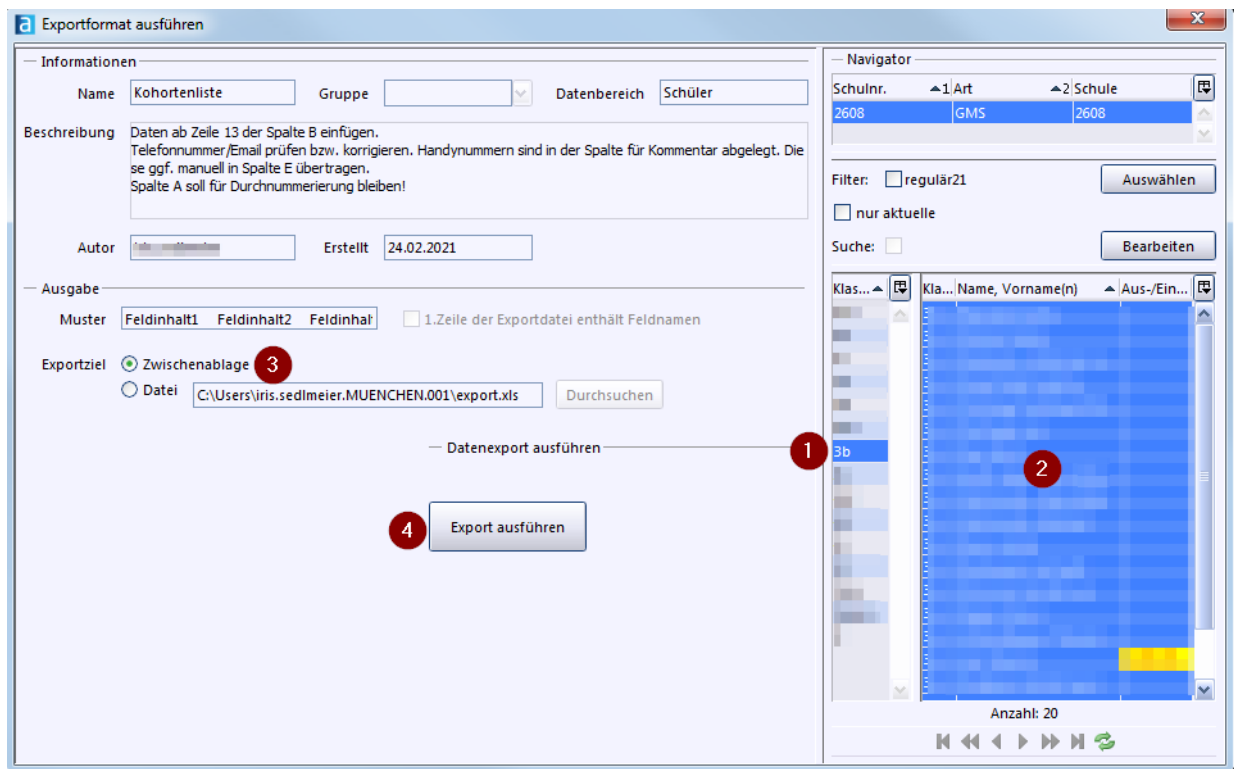 Exportformat ausführen
Informationen
Name Kohortenliste Gruppe Datenbereich Schüler
Beschreibung Daten ab Zeile 13 der Spalte B einfügen.
Telefonnummer/Email prüfen bzw. korrigieren. Handynummern sind in der Spalte für Kommentar abgelegt. Die
se ggf. manuell in Spalte E übertragen.
Spalte A soll für Durchnummerierung bleiben!
Autor Erstellt 24.02.2021
Ausgabe
Muster Feldinhalt1 Feldinhalt2 Feldinhal 1.Zeile der Exportdatei enthält Feldnamen
Exportziel Zwischenablage 3
Datei C:\Users\iris.sedlmeier.MUENCHEN.001\export.xls Durchsuchen
Datenexport ausführen
4 Export ausführen
Navigator
Schulnr. 1 Art 2 Schule
2608 GMS 2608
Filter: regulär21 Auswählen
nur aktuelle
Suche: Bearbeiten
Klas... Kla... Name, Vorname(n) Aus-/Ein...
1 3b
2
Anzahl: 20